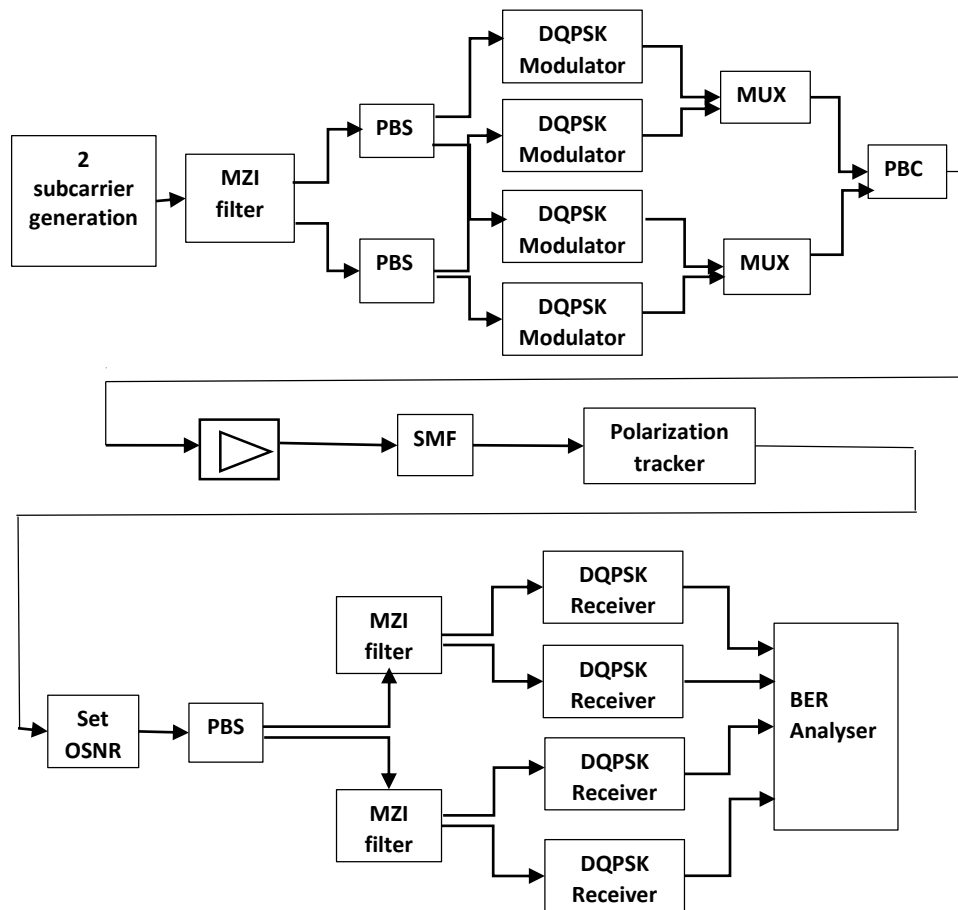 2
subcarrier
generation
MZI
filter
PBS
PBS
DQPSK
Modulator
DQPSK
Modulator
DQPSK
Modulator
DQPSK
Modulator
MUX
MUX
PBC
SMF
Polarization
tracker
Set
OSNR
PBS
MZI
filter
MZI
filter
DQPSK
Receiver
DQPSK
Receiver
DQPSK
Receiver
DQPSK
Receiver
BER
Analyser